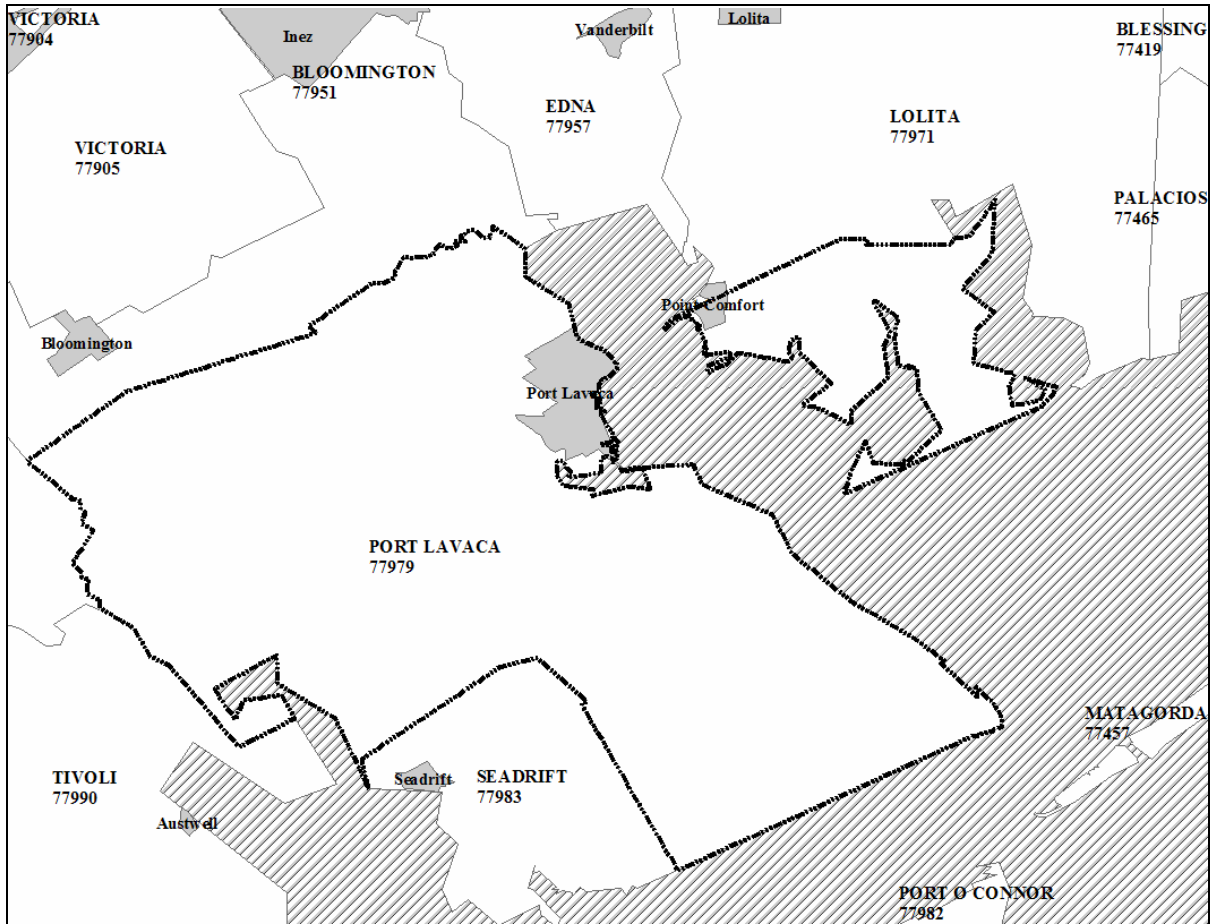 VICTORIA
77904
Inez
Vanderbilt
Lolita
BLESSING
77419
BLOOMINGTON
77951
EDNA
77957
LOLITA
77971
VICTORIA
77905
PALACIOS
77465
Point Comfort
Bloomington
Port Lavaca
PORT LAVACA
77979
MATAGORDA
77457
TIVOLI
77990
Seadrift
SEADRIFT
77983
Austwell
PORT O CONNOR
77982